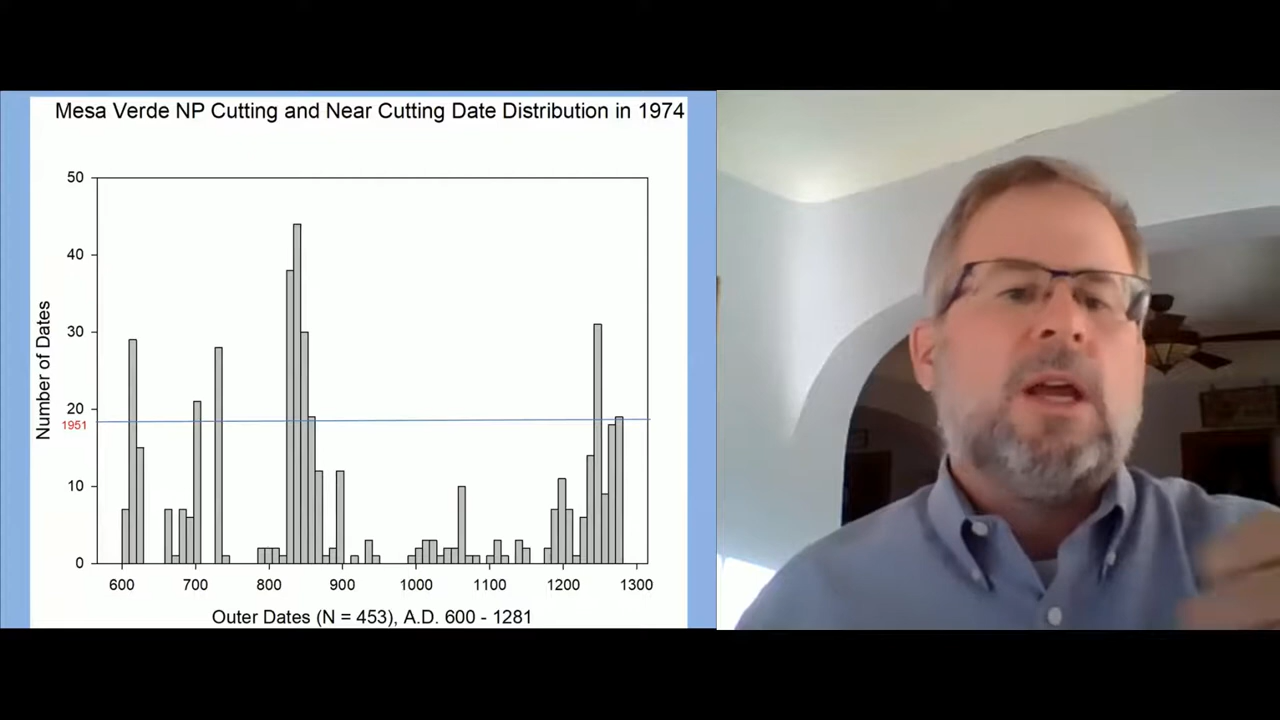 Mesa Verde NP Cutting and Near Cutting Date Distribution in 1974
50
40
30
20
10
0
Number of Dates
1951
600 700 800 900 1000 1100 1200 1300
Outer Dates (N = 453), A.D. 600 - 1281